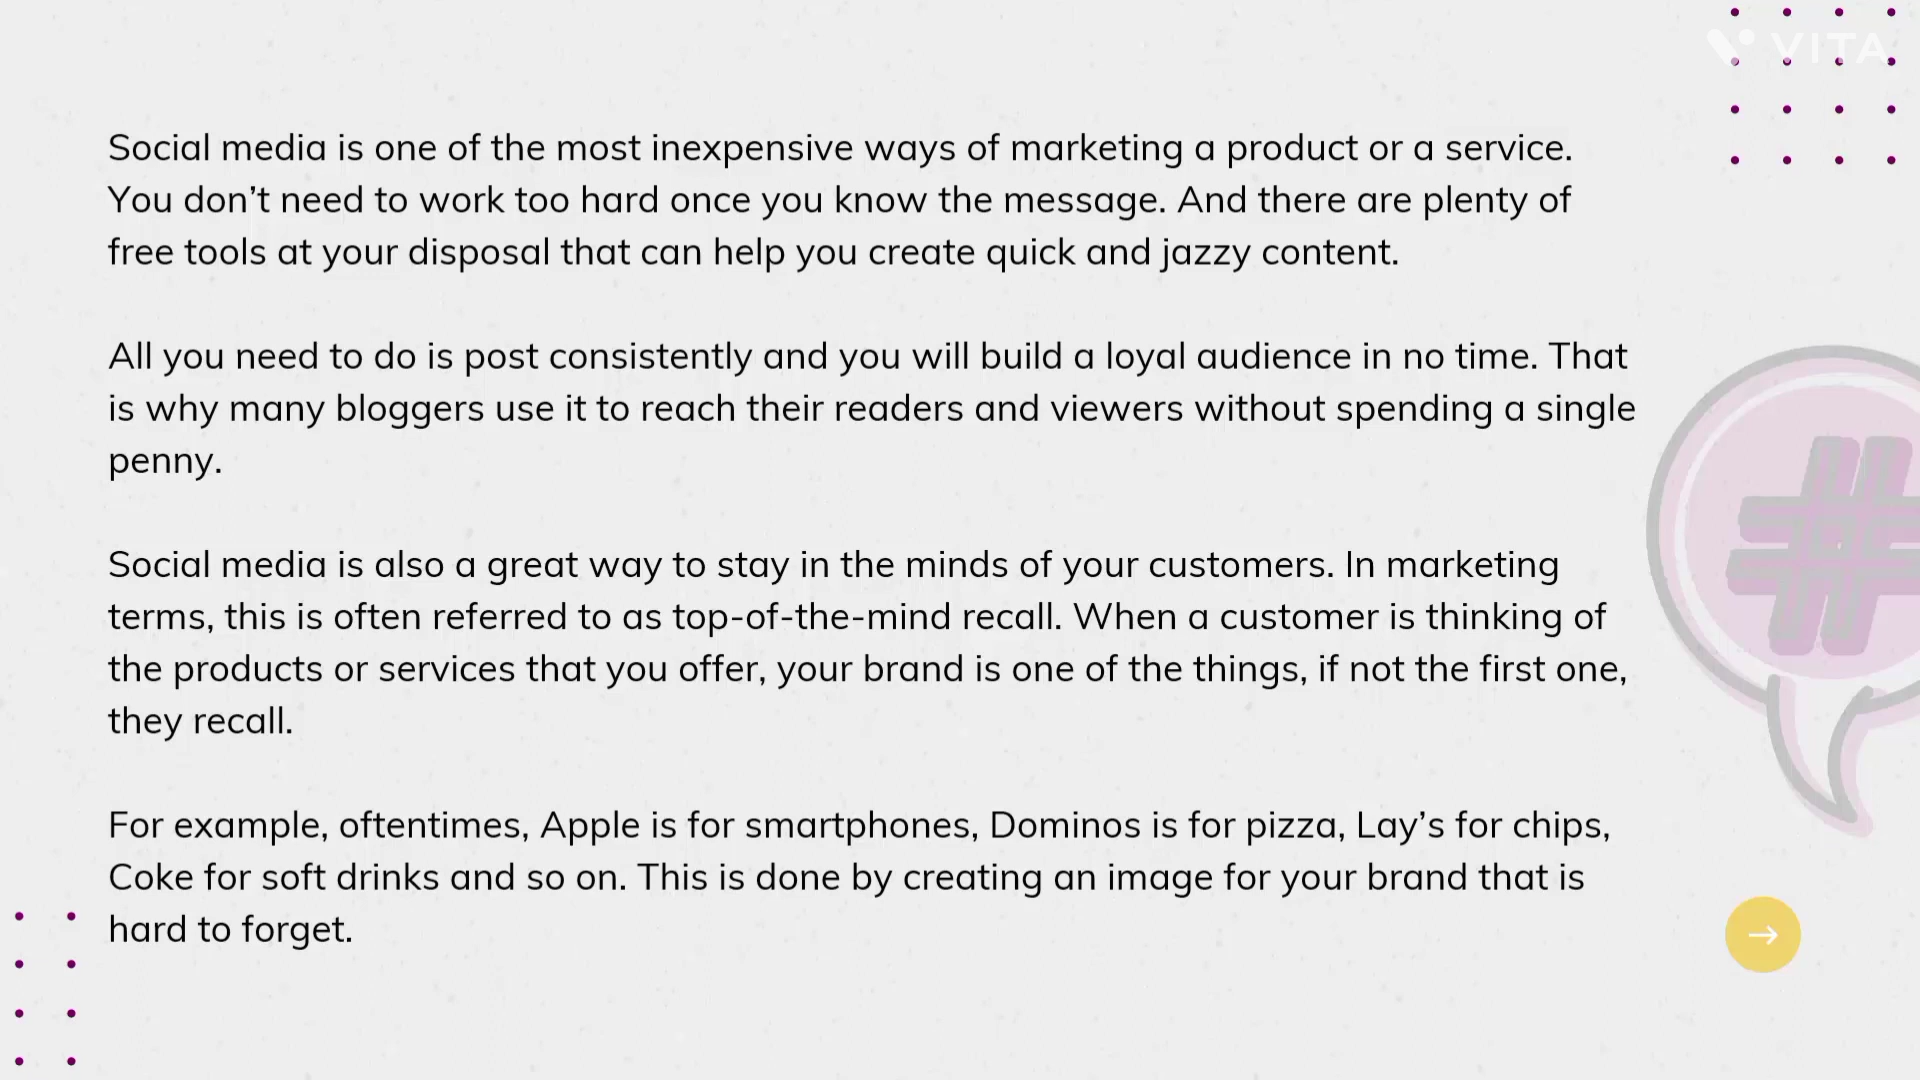 VITA
Social media is one of the most inexpensive ways of marketing a product or a service.
You don’t need to work too hard once you know the message. And there are plenty of
free tools at your disposal that can help you create quick and jazzy content.
All you need to do is post consistently and you will build a loyal audience in no time. That
is why many bloggers use it to reach their readers and viewers without spending a single
penny.
Social media is also a great way to stay in the minds of your customers. In marketing
terms, this is often referred to as top-of-the-mind recall. When a customer is thinking of
the products or services that you offer, your brand is one of the things, if not the first one,
they recall.
For example, oftentimes, Apple is for smartphones, Dominos is for pizza, Lay’s for chips,
Coke for soft drinks and so on. This is done by creating an image for your brand that is
hard to forget.
#